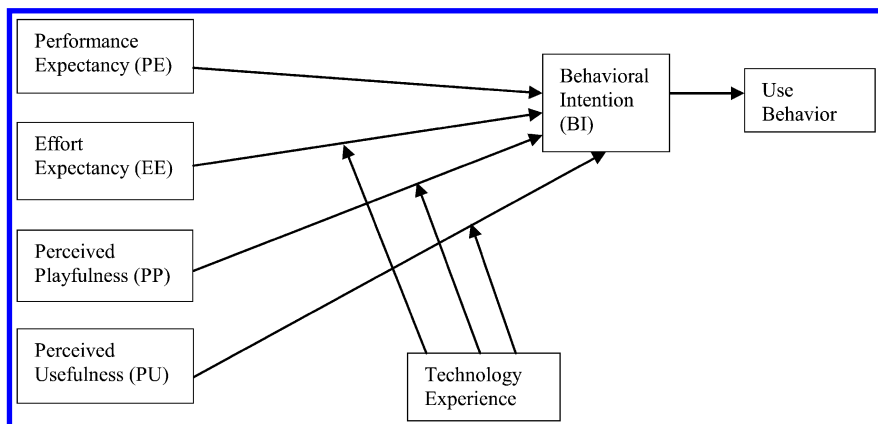 Performance
Expectancy (PE)
Effort
Expectancy (EE)
Perceived
Playfulness (PP)
Perceived
Usefulness (PU)
Behavioral
Intention
(BI)
Use
Behavior
Technology
Experience